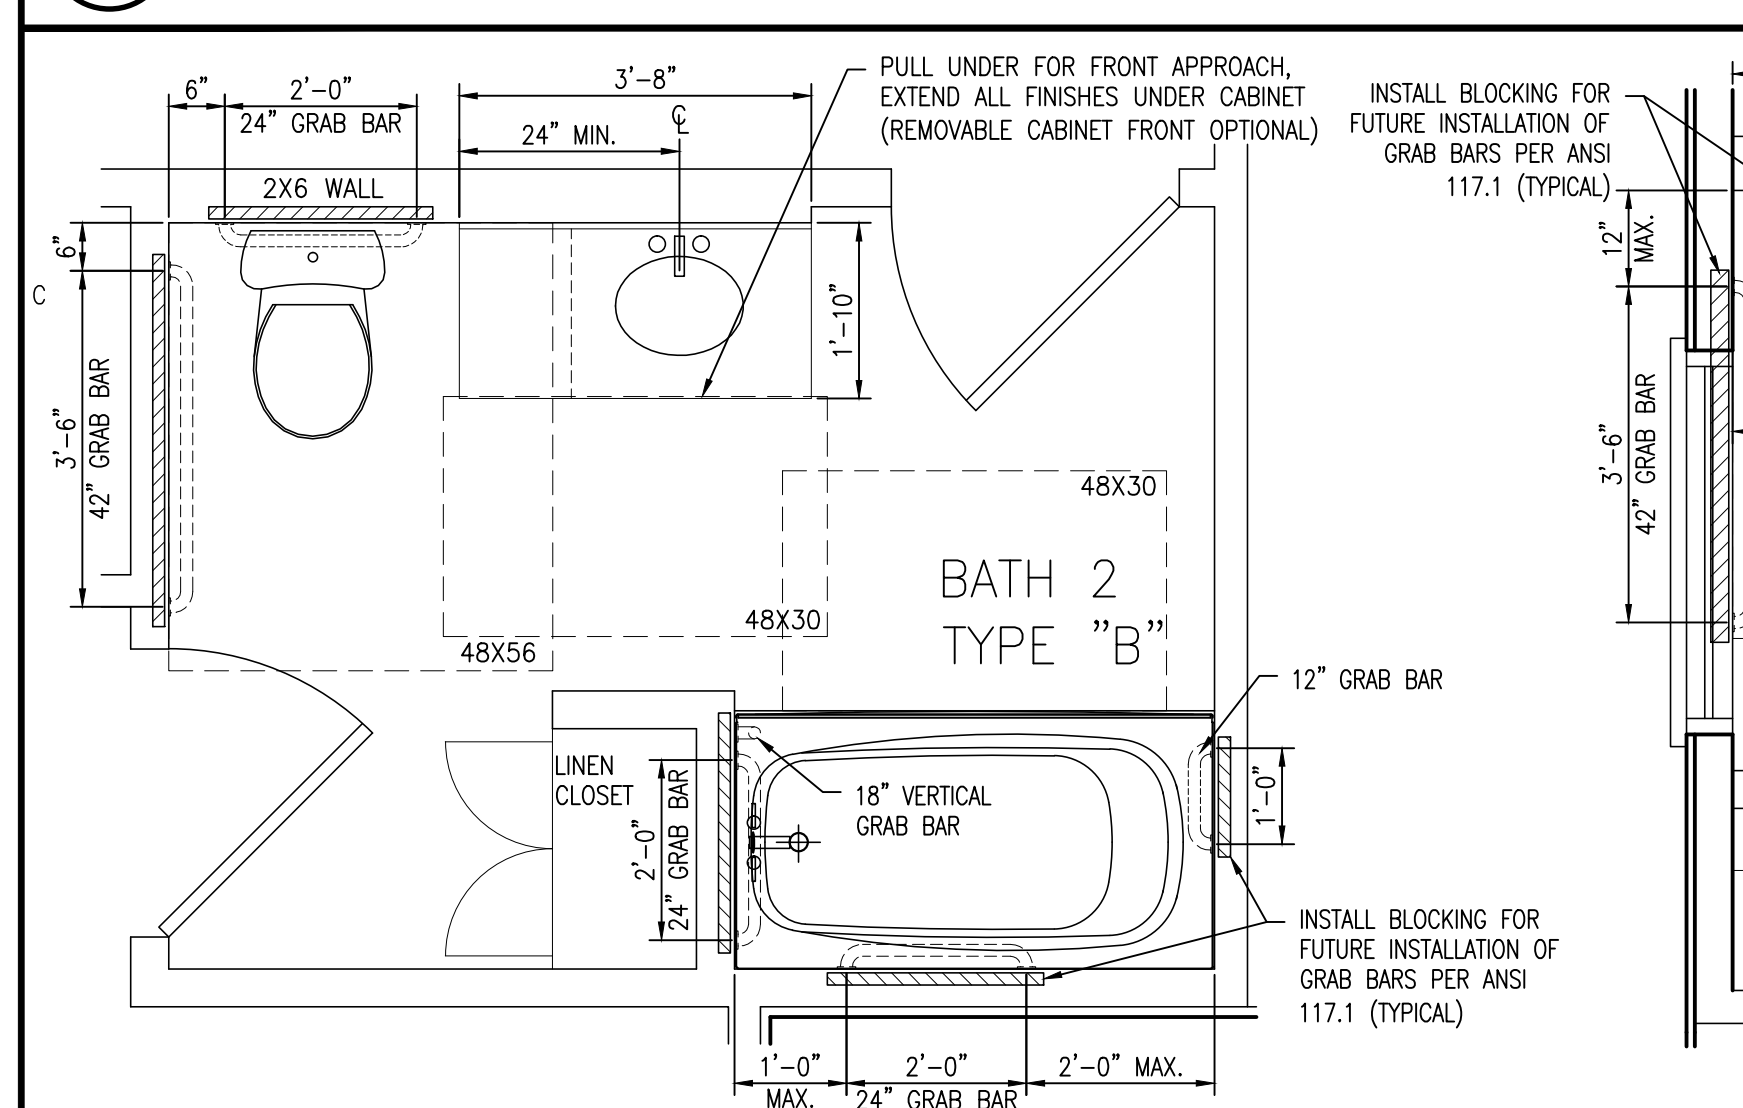 6"
2'-0"
24" GRAB BAR
3'-8"
24" MIN.
℄
PULL UNDER FOR FRONT APPROACH,
EXTEND ALL FINISHES UNDER CABINET
(REMOVABLE CABINET FRONT OPTIONAL)
INSTALL BLOCKING FOR
FUTURE INSTALLATION OF
GRAB BARS PER ANSI
117.1 (TYPICAL)
2X6 WALL
6"
C
3'-6"
42" GRAB BAR
1'-10"
12"
MAX.
3'-6"
42" GRAB BAR
48X30
BATH 2
TYPE "B"
48X30
48X56
12" GRAB BAR
LINEN
CLOSET
2'-0"
24" GRAB BAR
18" VERTICAL
GRAB BAR
1'-0"
INSTALL BLOCKING FOR
FUTURE INSTALLATION OF
GRAB BARS PER ANSI
117.1 (TYPICAL)
1'-0"
MAX.
2'-0"
24" GRAB BAR
2'-0" MAX.